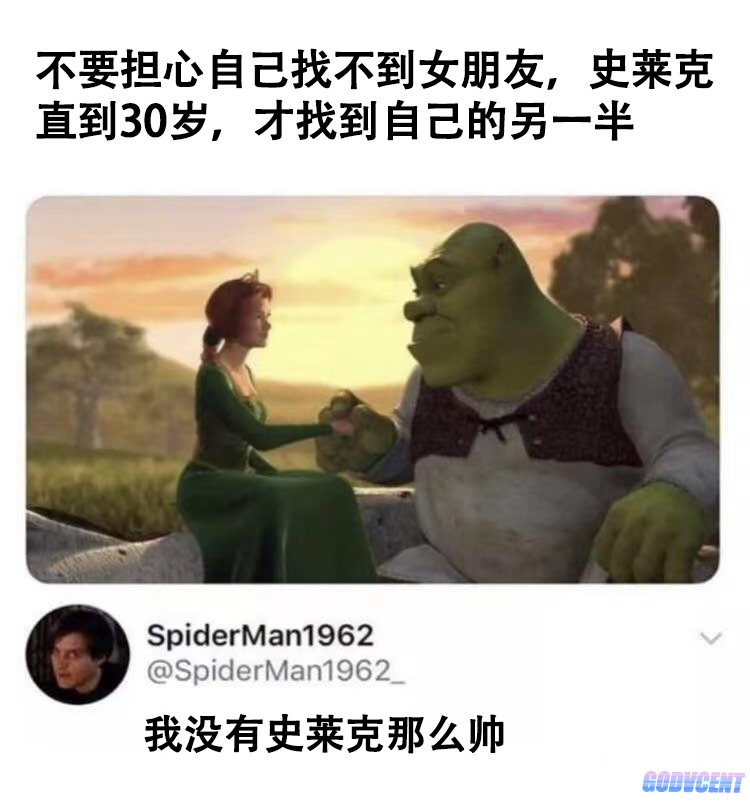 不要担心自己找不到女朋友，史莱克
直到30岁，才找到自己的另一半
SpiderMan1962
@SpiderMan1962_
我没有史莱克那么帅
GODVCENT